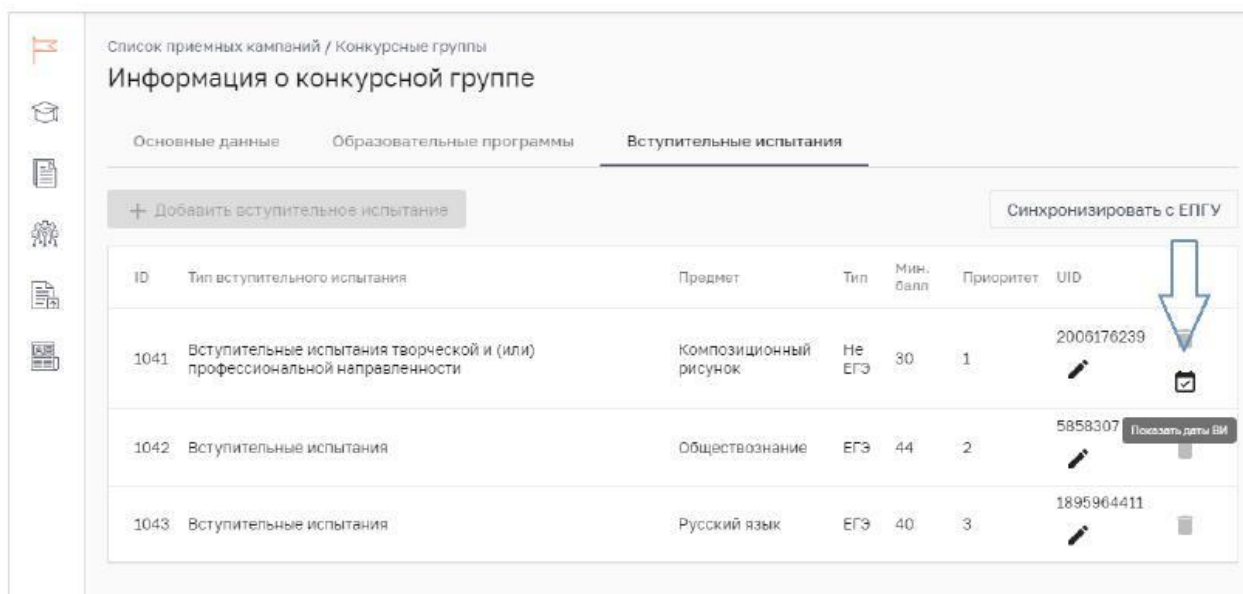 Список приемных кампаний / Конкурсные группы
Информация о конкурсной группе
Основные данные Образовательные программы Вступительные испытания
+ Добавить вступительное испытание Синхронизировать с ЕПГУ
ID Тип вступительного испытания Предмет Тип Мин. балл Приоритет UID
1041 Вступительные испытания творческой и (или) профессиональной направленности Композиционный рисунок Не ЕГЭ 30 1 2006176239
1042 Вступительные испытания Обществознание ЕГЭ 44 2 5858307
Показать даты ВИ
1043 Вступительные испытания Русский язык ЕГЭ 40 3 1895964411